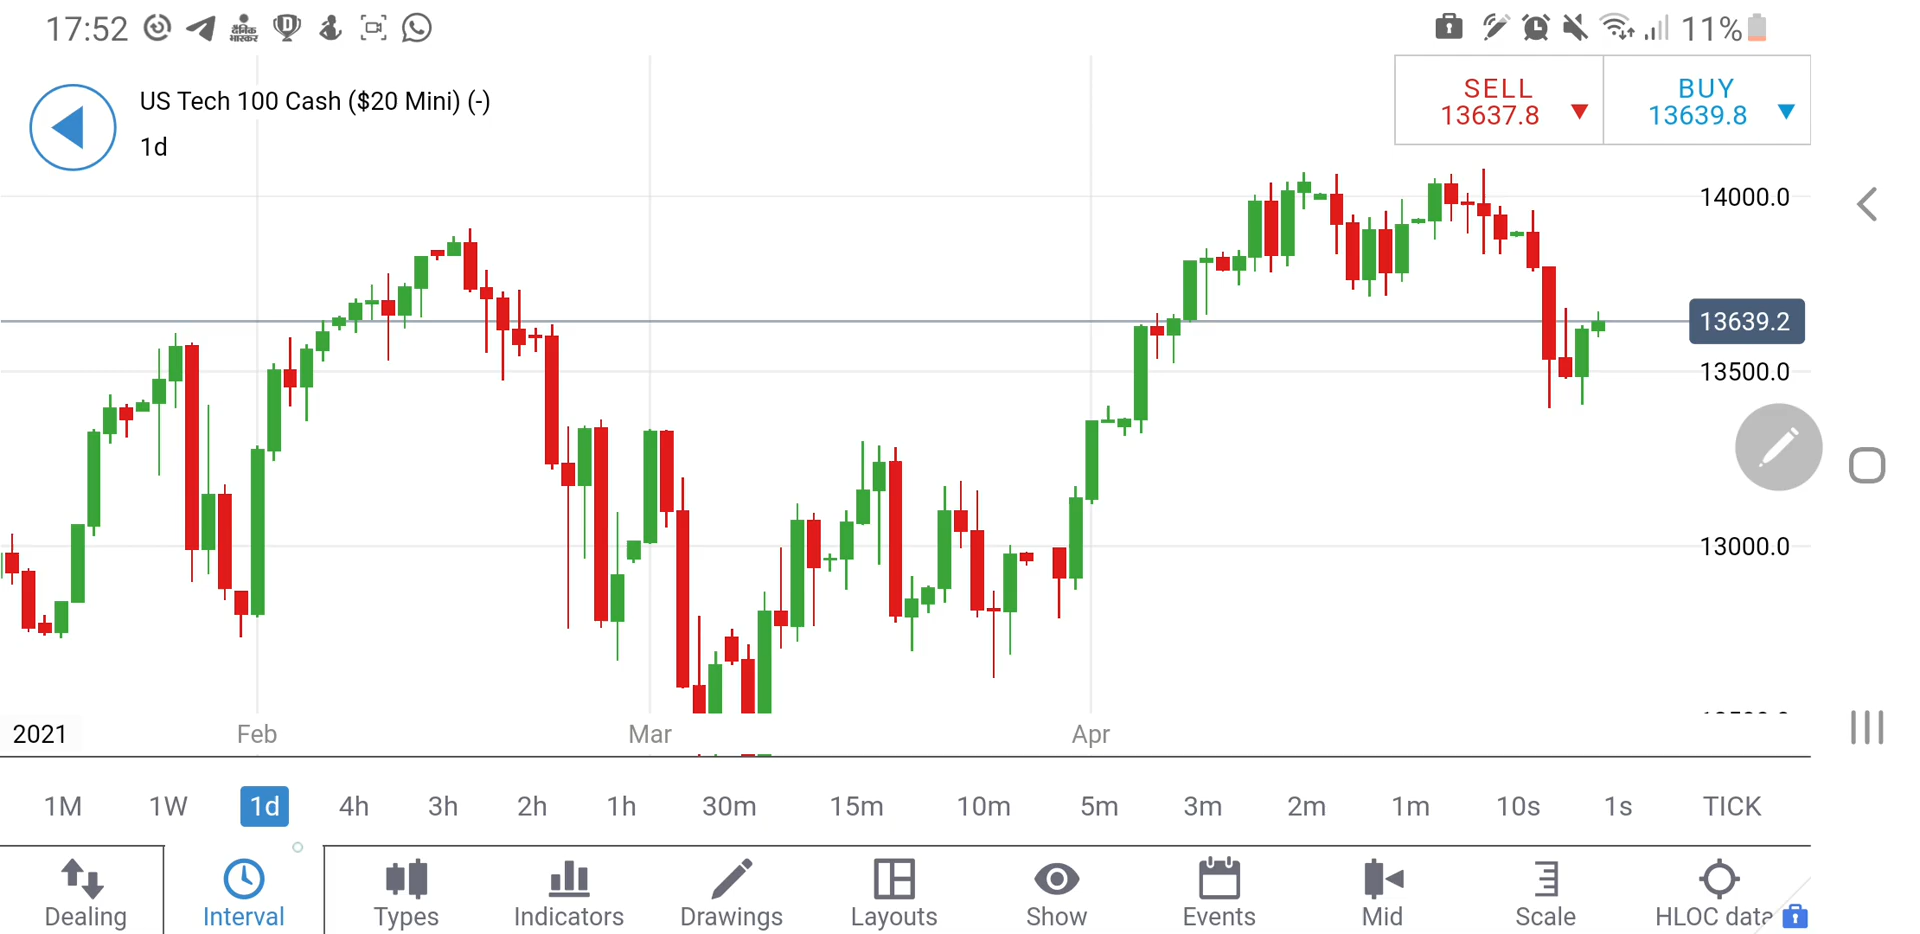 17:52
दैनिक
भास्कर
D
11%
US Tech 100 Cash ($20 Mini) (-)
1d
SELL
13637.8
BUY
13639.8
14000.0
13639.2
13500.0
13000.0
2021
Feb
Mar
Apr
1M 1W 1d 4h 3h 2h 1h 30m 15m 10m 5m 3m 2m 1m 10s 1s TICK
Dealing Interval Types Indicators Drawings Layouts Show Events Mid Scale HLOC data